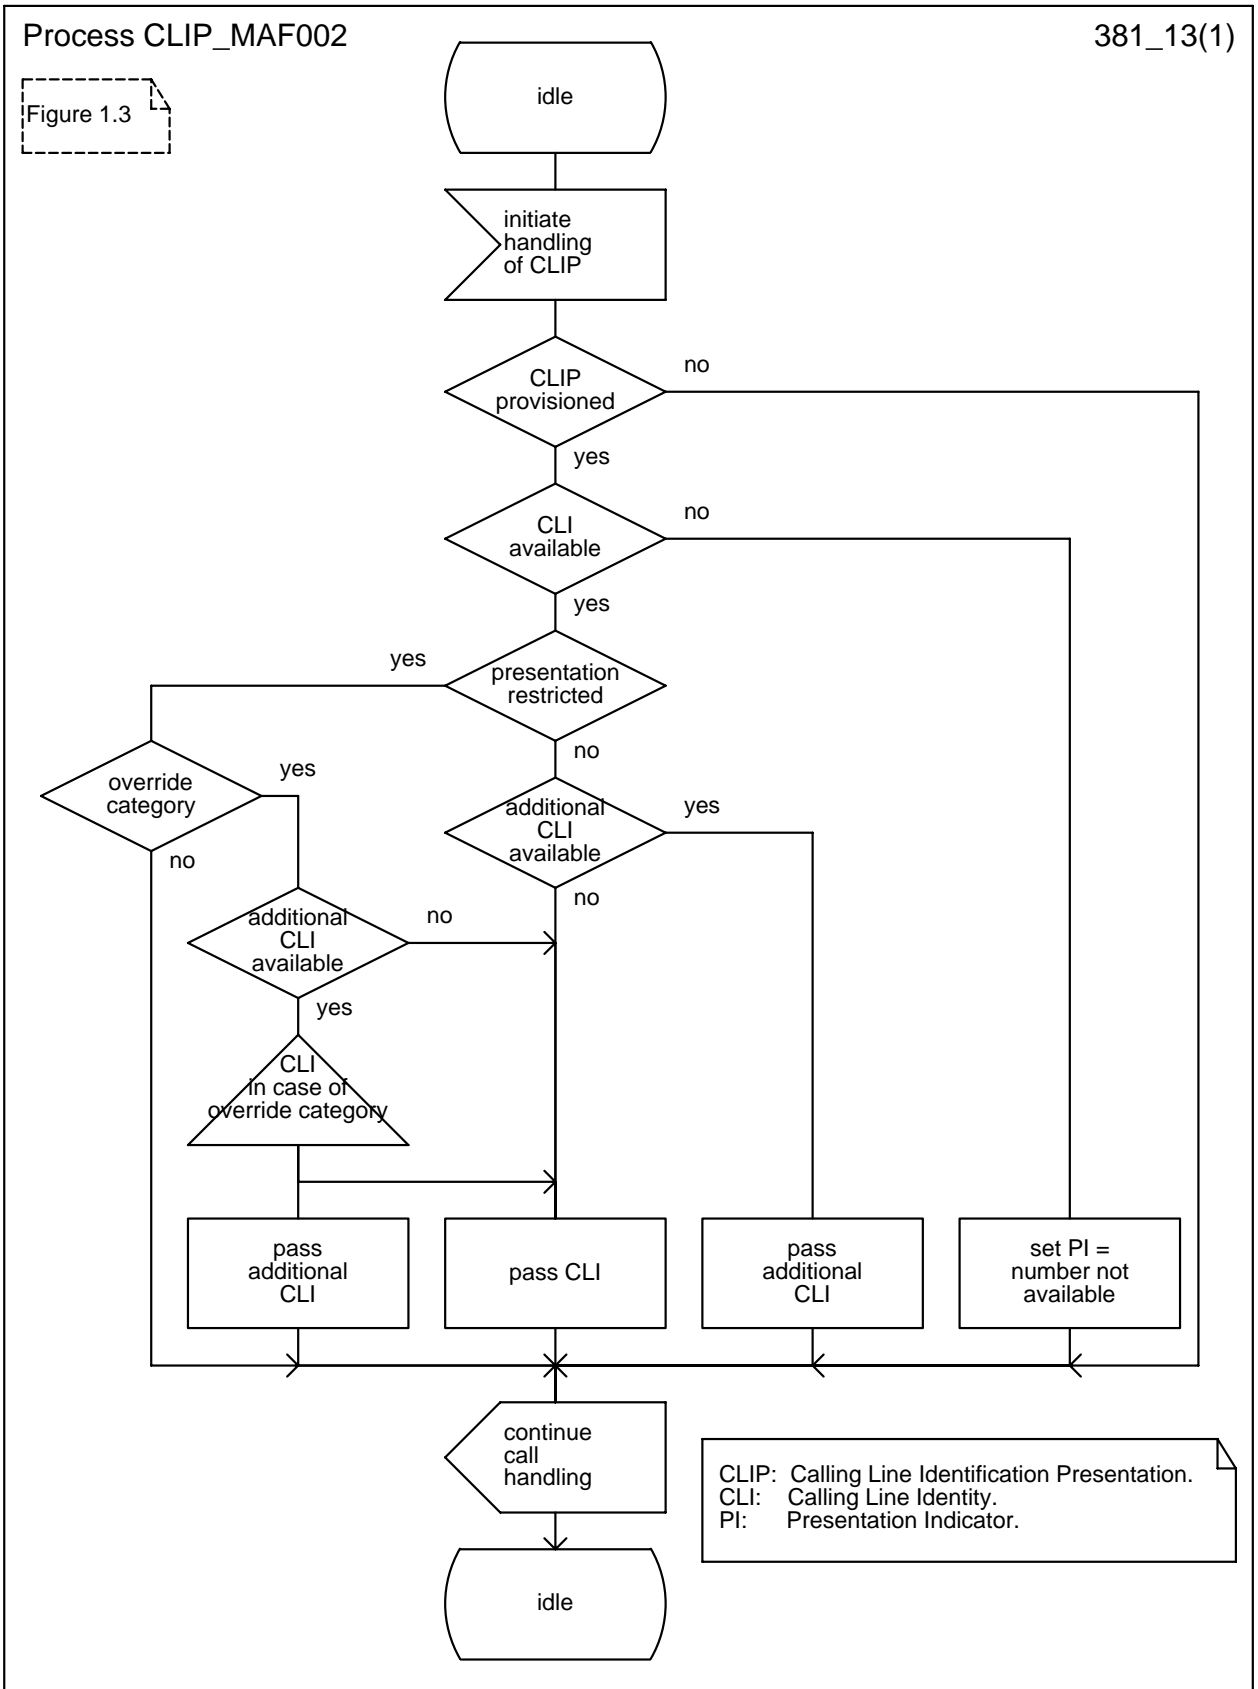 Process CLIP_MAF002
381_13(1)
Figure 1.3
idle
initiate
handling
of CLIP
CLIP
provisioned
no
yes
CLI
available
no
yes
presentation
restricted
yes
no
override
category
yes
no
additional
CLI
available
yes
no
additional
CLI
available
no
yes
CLI
in case of
override category
pass
additional
CLI
pass CLI
pass
additional
CLI
set PI =
number not
available
continue
call
handling
CLIP: Calling Line Identification Presentation.
CLI: Calling Line Identity.
PI: Presentation Indicator.
idle